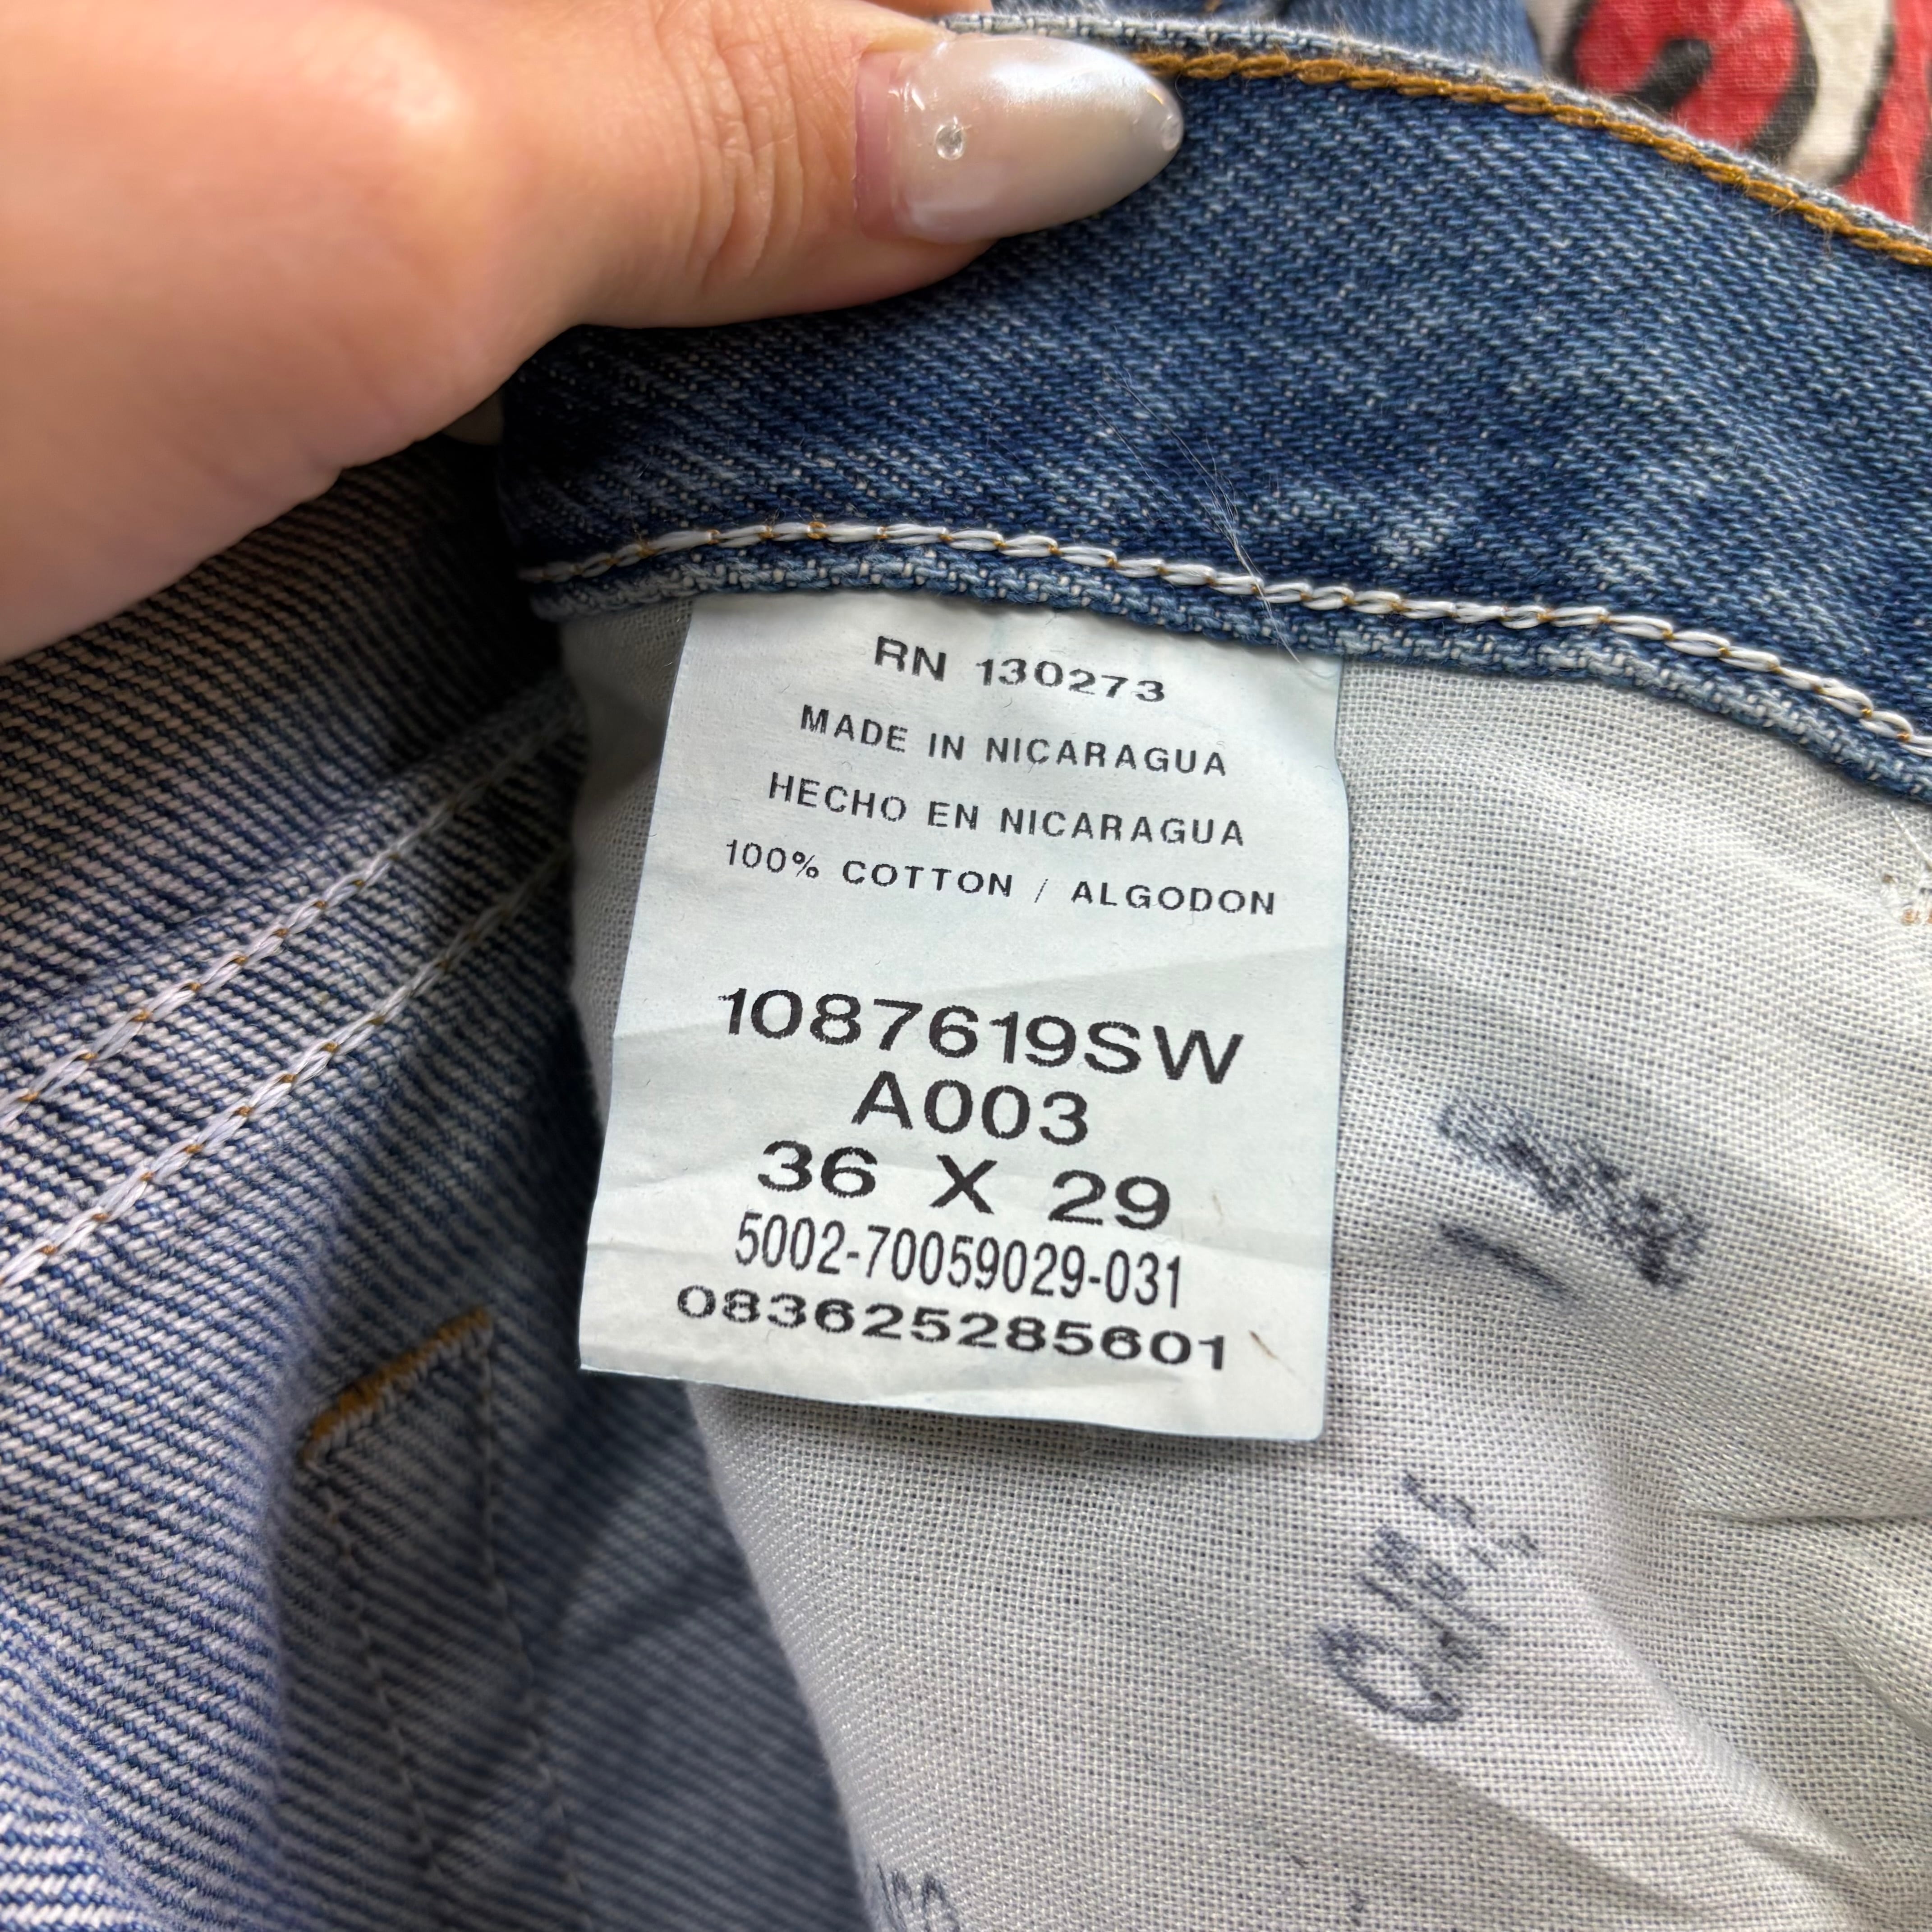 RN 130273
MADE IN NICARAGUA
HECHO EN NICARAGUA
100% COTTON / ALGODON
1087619SW
A003
36 X 29
5002-70059029-031
083625285601